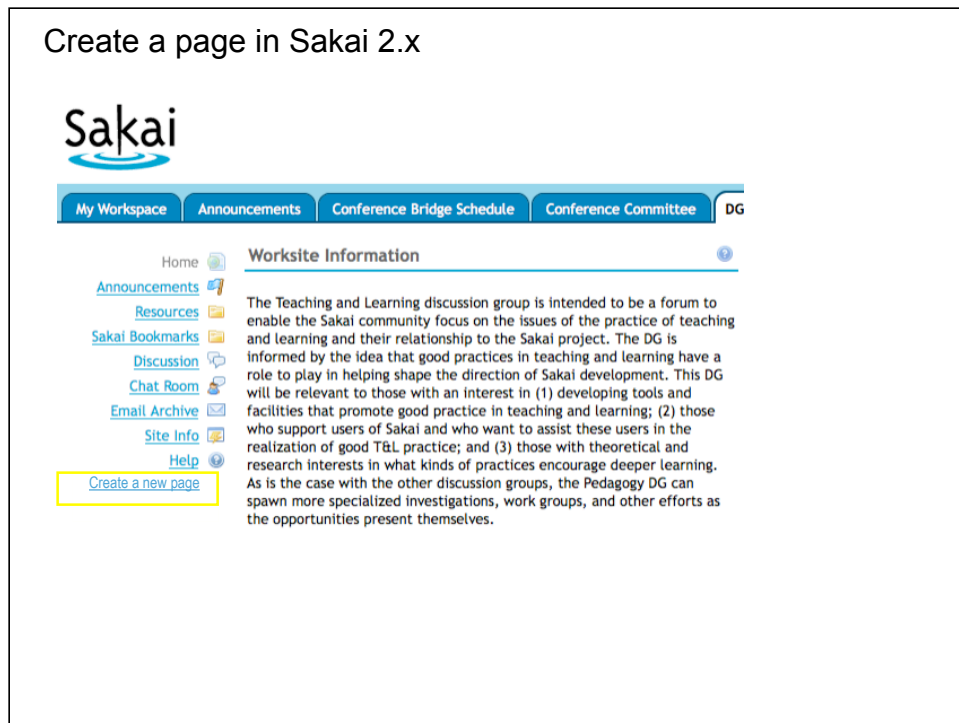 Create a page in Sakai 2.x
Sakai
My Workspace Announcements Conference Bridge Schedule Conference Committee DG
Home
Announcements
Resources
Sakai Bookmarks
Discussion
Chat Room
Email Archive
Site Info
Help
Create a new page
Worksite Information
The Teaching and Learning discussion group is intended to be a forum to
enable the Sakai community focus on the issues of the practice of teaching
and learning and their relationship to the Sakai project. The DG is
informed by the idea that good practices in teaching and learning have a
role to play in helping shape the direction of Sakai development. This DG
will be relevant to those with an interest in (1) developing tools and
facilities that promote good practice in teaching and learning; (2) those
who support users of Sakai and who want to assist these users in the
realization of good T&L practice; and (3) those with theoretical and
research interests in what kinds of practices encourage deeper learning.
As is the case with the other discussion groups, the Pedagogy DG can
spawn more specialized investigations, work groups, and other efforts as
the opportunities present themselves.